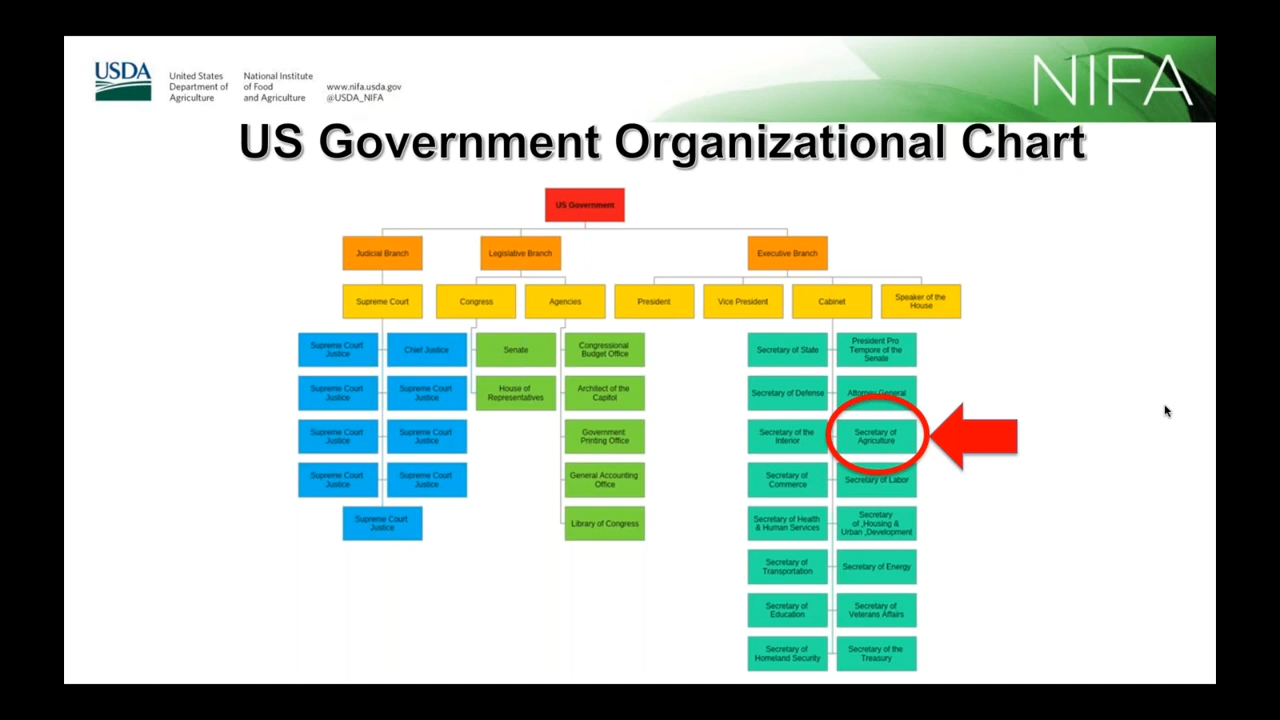 USDA
United States
Department of
Agriculture
National Institute
of Food
and Agriculture
www.nifa.usda.gov
@USDA_NIFA
NIFA
US Government Organizational Chart
US Government
Judicial Branch
Legislative Branch
Executive Branch
Supreme Court
Congress
Agencies
President
Vice President
Cabinet
Speaker of the
House
Supreme Court
Justice
Chief Justice
Supreme Court
Justice
Supreme Court
Justice
Supreme Court
Justice
Supreme Court
Justice
Supreme Court
Justice
Supreme Court
Justice
Supreme Court
Justice
Senate
House of
Representatives
Congressional
Budget Office
Architect of the
Capitol
Government
Printing Office
General Accounting
Office
Library of Congress
Secretary of State
President Pro
Tempore of the
Senate
Secretary of Defense
Attorney General
Secretary of the
Interior
Secretary of
Agriculture
Secretary of
Commerce
Secretary of Labor
Secretary of Health
& Human Services
Secretary
of ,Housing &
Urban ,Development
Secretary of
Transportation
Secretary of Energy
Secretary of
Education
Secretary of
Veterans Affairs
Secretary of
Homeland Security
Secretary of the
Treasury